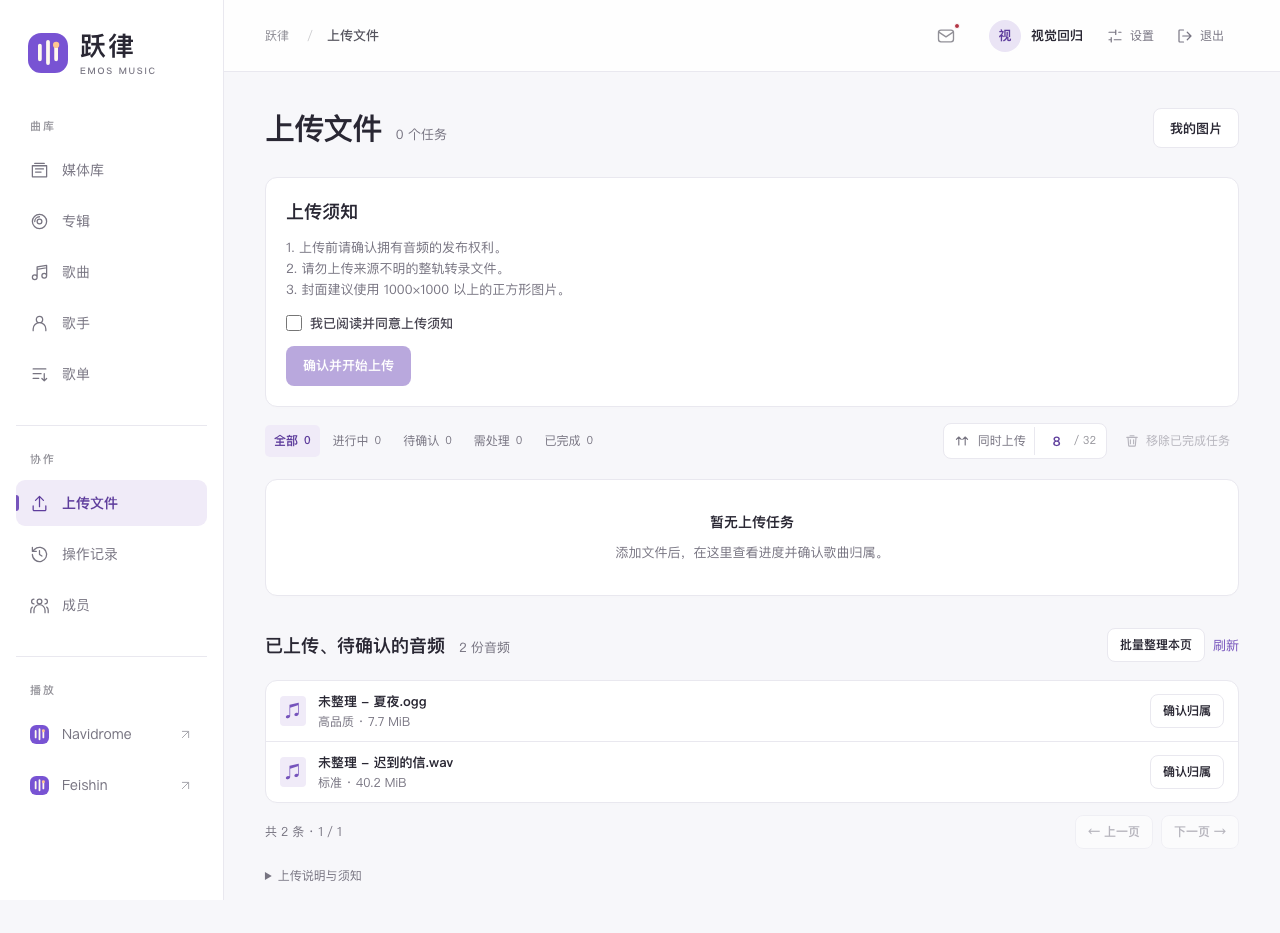 跃律
EMOS MUSIC
曲库
媒体库
专辑
歌曲
歌手
歌单
协作
上传文件
操作记录
成员
播放
Navidrome
Feishin
跃律 / 上传文件
视 视觉回归 设置 退出
上传文件 0 个任务
我的图片
上传须知
1. 上传前请确认拥有音频的发布权利。
2. 请勿上传来源不明的整轨转录文件。
3. 封面建议使用 1000×1000 以上的正方形图片。
我已阅读并同意上传须知
确认并开始上传
全部 0 进行中 0 待确认 0 需处理 0 已完成 0
同时上传 8 / 32 移除已完成任务
暂无上传任务
添加文件后，在这里查看进度并确认歌曲归属。
已上传、待确认的音频 2 份音频
批量整理本页 刷新
未整理 – 夏夜.ogg
高品质 · 7.7 MiB
确认归属
未整理 – 迟到的信.wav
标准 · 40.2 MiB
确认归属
共 2 条 · 1 / 1
← 上一页 下一页 →
上传说明与须知